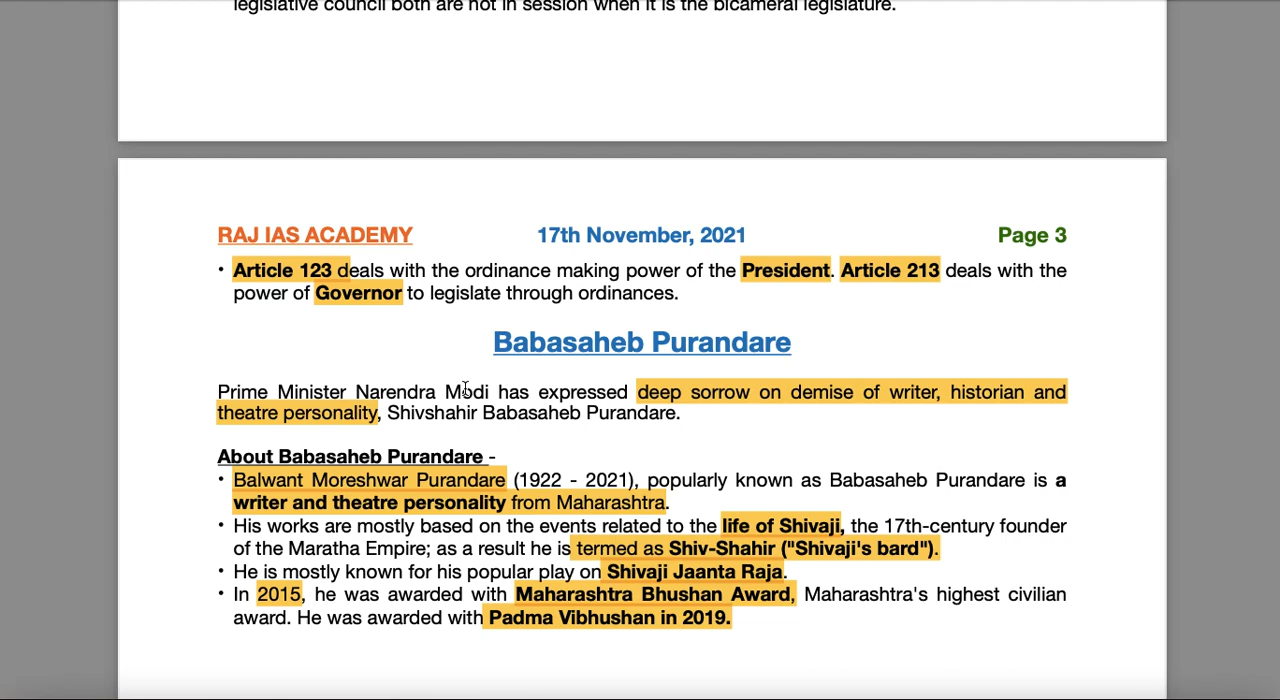 legislative council both are not in session when it is the bicameral legislature.
RAJ IAS ACADEMY 17th November, 2021 Page 3
• Article 123 deals with the ordinance making power of the President. Article 213 deals with the
power of Governor to legislate through ordinances.
Babasaheb Purandare
Prime Minister Narendra Modi has expressed deep sorrow on demise of writer, historian and
theatre personality, Shivshahir Babasaheb Purandare.
About Babasaheb Purandare -
• Balwant Moreshwar Purandare (1922 - 2021), popularly known as Babasaheb Purandare is a
writer and theatre personality from Maharashtra.
• His works are mostly based on the events related to the life of Shivaji, the 17th-century founder
of the Maratha Empire; as a result he is termed as Shiv-Shahir ("Shivaji's bard").
• He is mostly known for his popular play on Shivaji Jaanta Raja.
• In 2015, he was awarded with Maharashtra Bhushan Award, Maharashtra's highest civilian
award. He was awarded with Padma Vibhushan in 2019.